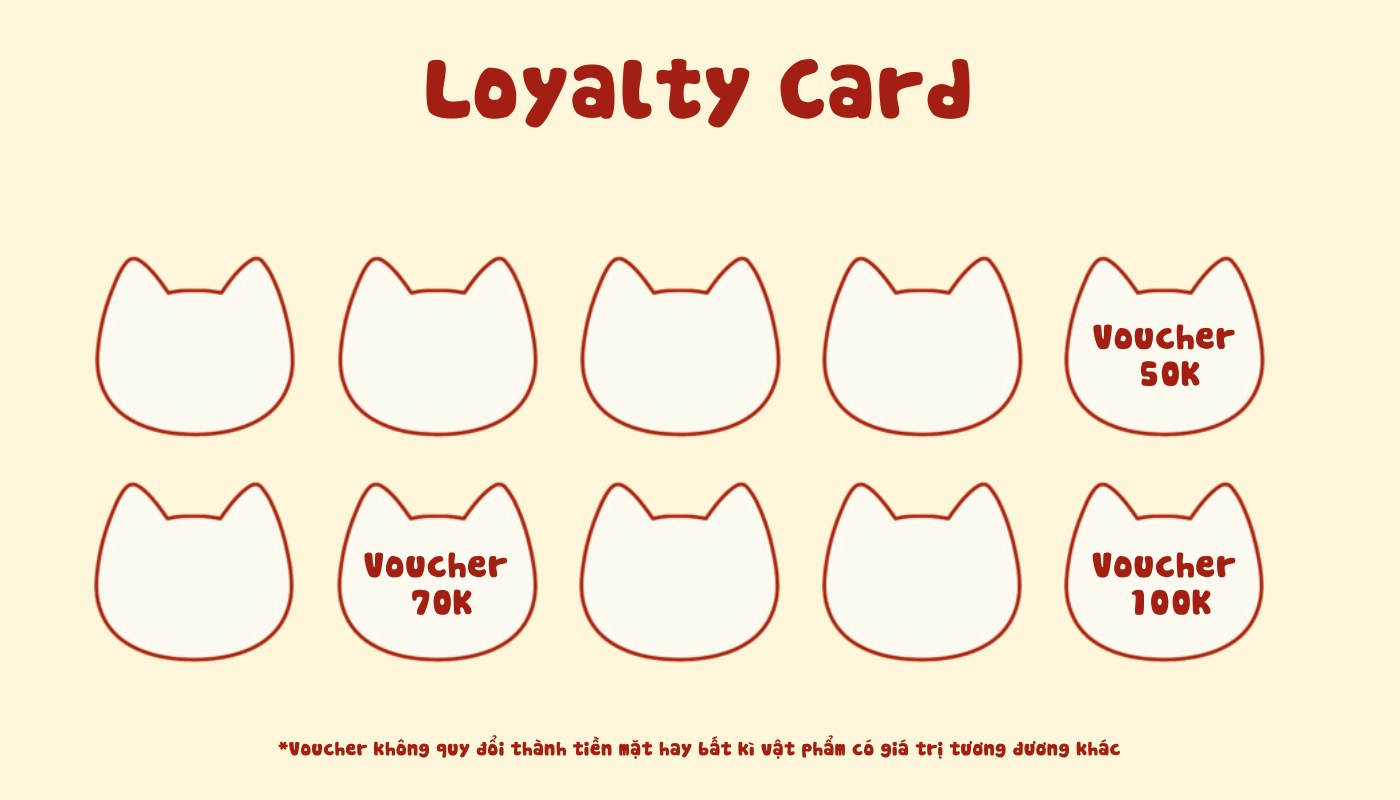 Loyalty Card
Voucher
50K
Voucher
70K
Voucher
100K
*Voucher không quy đổi thành tiền mặt hay bất kì vật phẩm có giá trị tương đương khác